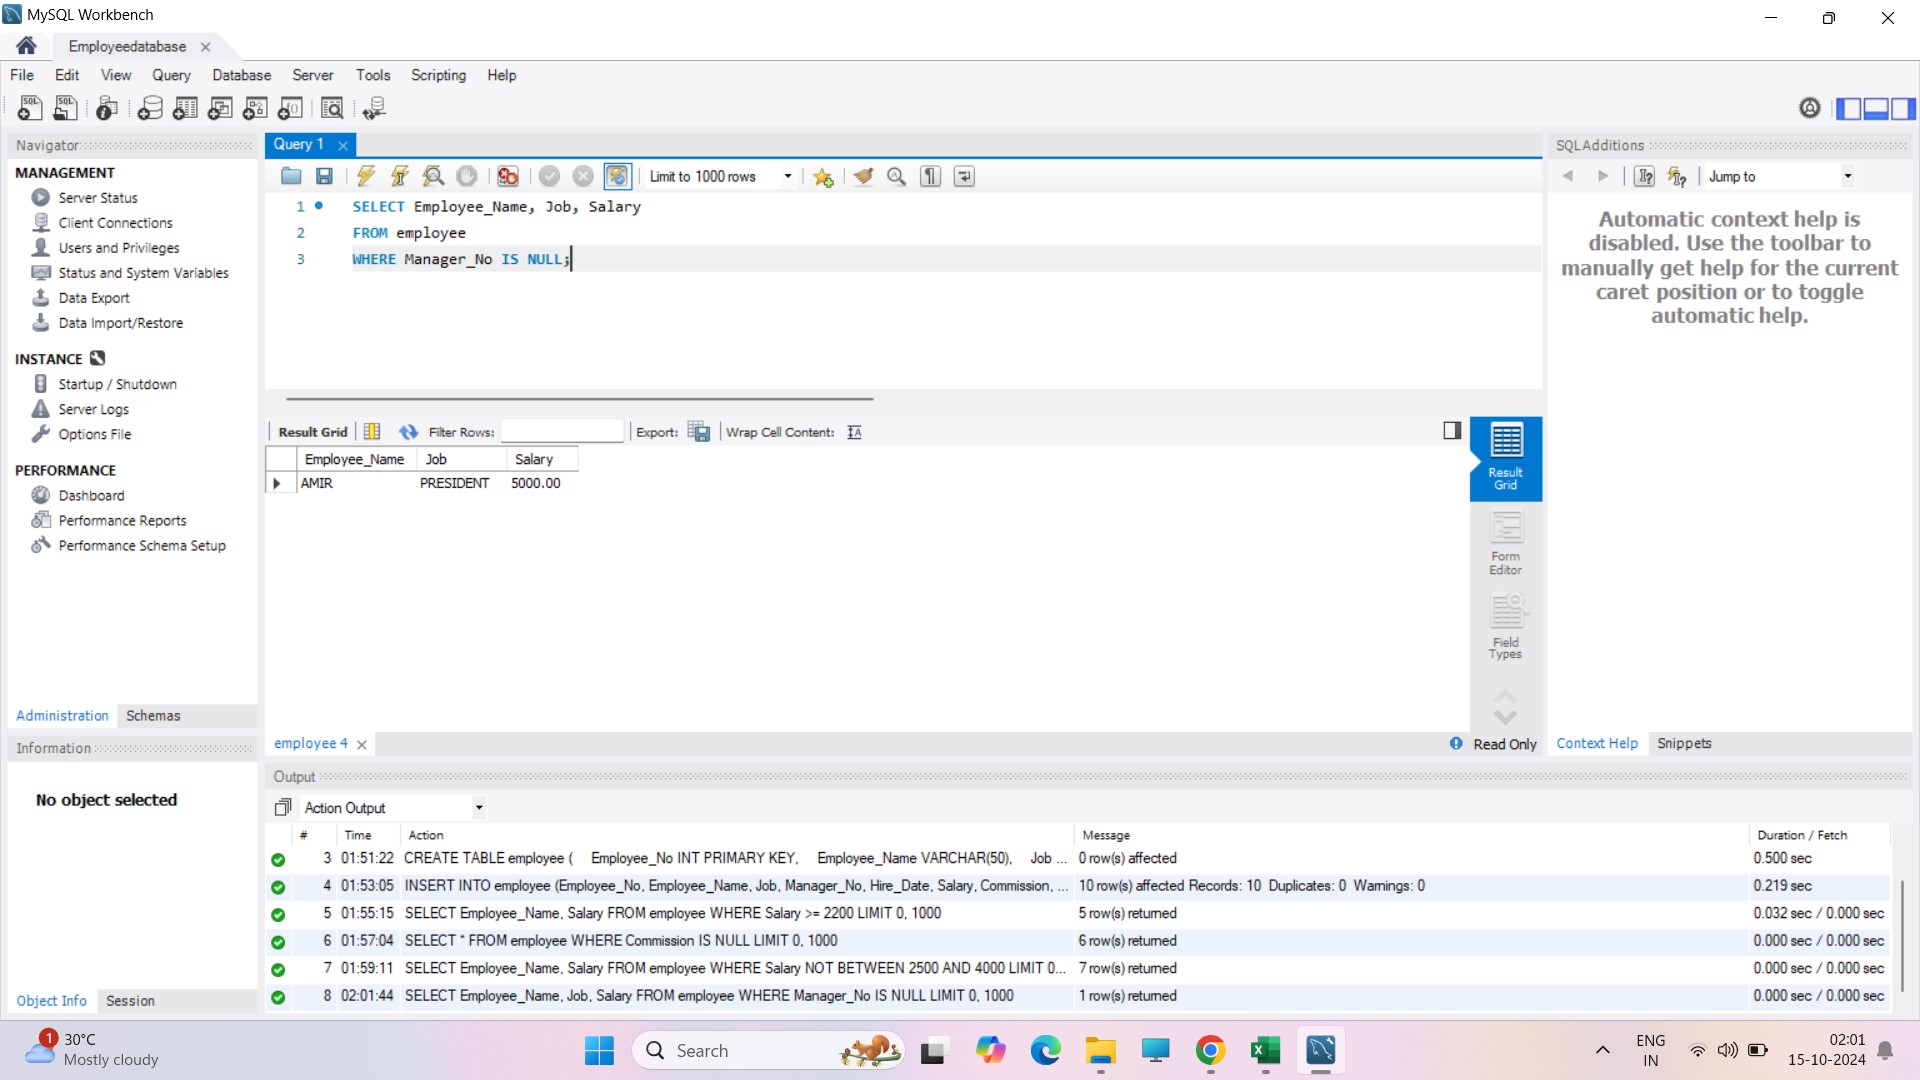 MySQL Workbench
Employeedatabase
File Edit View Query Database Server Tools Scripting Help
Navigator
MANAGEMENT
Server Status
Client Connections
Users and Privileges
Status and System Variables
Data Export
Data Import/Restore
INSTANCE
Startup / Shutdown
Server Logs
Options File
PERFORMANCE
Dashboard
Performance Reports
Performance Schema Setup
Administration Schemas
Information
No object selected
Object Info Session
Query 1
Limit to 1000 rows
1 SELECT Employee_Name, Job, Salary
2 FROM employee
3 WHERE Manager_No IS NULL;
Result Grid Filter Rows: Export: Wrap Cell Content:
Employee_Name Job Salary
AMIR PRESIDENT 5000.00
Result
Grid
Form
Editor
Field
Types
employee 4
Read Only
SQLAdditions
Jump to
Automatic context help is
disabled. Use the toolbar to
manually get help for the current
caret position or to toggle
automatic help.
Context Help Snippets
Output
Action Output
# Time Action Message Duration / Fetch
3 01:51:22 CREATE TABLE employee ( Employee_No INT PRIMARY KEY, Employee_Name VARCHAR(50), Job ... 0 row(s) affected 0.500 sec
4 01:53:05 INSERT INTO employee (Employee_No, Employee_Name, Job, Manager_No, Hire_Date, Salary, Commission, ... 10 row(s) affected Records: 10 Duplicates: 0 Warnings: 0 0.219 sec
5 01:55:15 SELECT Employee_Name, Salary FROM employee WHERE Salary >= 2200 LIMIT 0, 1000 5 row(s) returned 0.032 sec / 0.000 sec
6 01:57:04 SELECT * FROM employee WHERE Commission IS NULL LIMIT 0, 1000 6 row(s) returned 0.000 sec / 0.000 sec
7 01:59:11 SELECT Employee_Name, Salary FROM employee WHERE Salary NOT BETWEEN 2500 AND 4000 LIMIT 0... 7 row(s) returned 0.000 sec / 0.000 sec
8 02:01:44 SELECT Employee_Name, Job, Salary FROM employee WHERE Manager_No IS NULL LIMIT 0, 1000 1 row(s) returned 0.000 sec / 0.000 sec
1
30°C
Mostly cloudy
Search
ENG
IN
02:01
15-10-2024